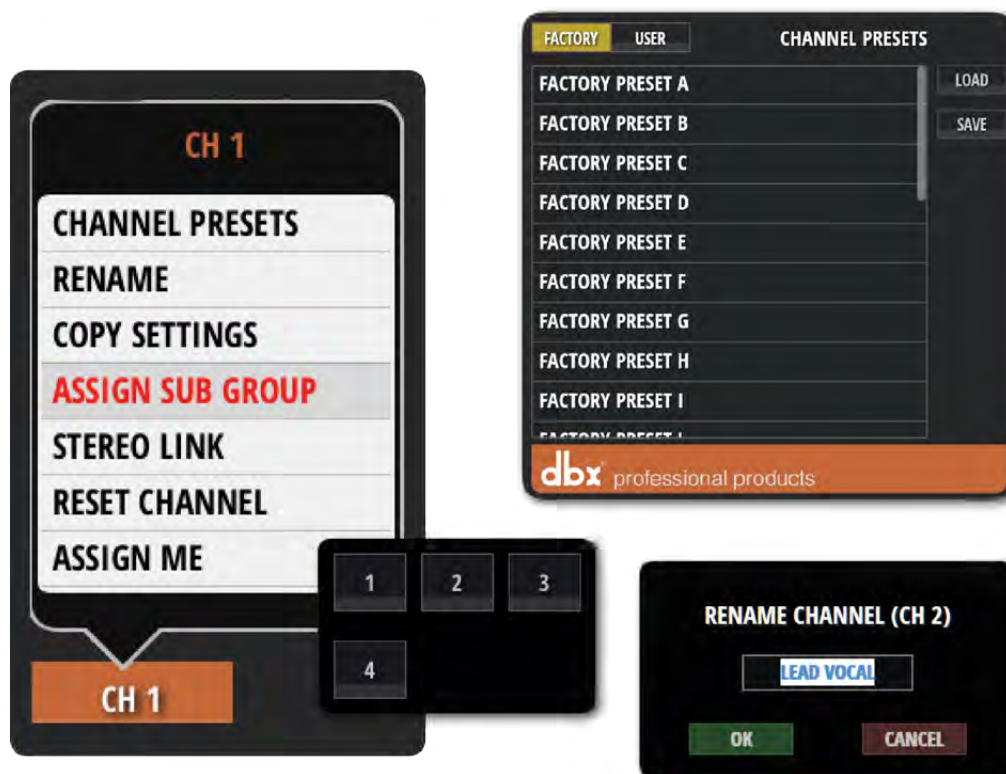 CH 1
CHANNEL PRESETS
RENAME
COPY SETTINGS
ASSIGN SUB GROUP
STEREO LINK
RESET CHANNEL
ASSIGN ME
CH 1
1 2 3
4
FACTORY USER CHANNEL PRESETS
LOAD
SAVE
FACTORY PRESET A
FACTORY PRESET B
FACTORY PRESET C
FACTORY PRESET D
FACTORY PRESET E
FACTORY PRESET F
FACTORY PRESET G
FACTORY PRESET H
FACTORY PRESET I
FACTORY PRESET
dbx professional products
RENAME CHANNEL (CH 2)
LEAD VOCAL
OK CANCEL